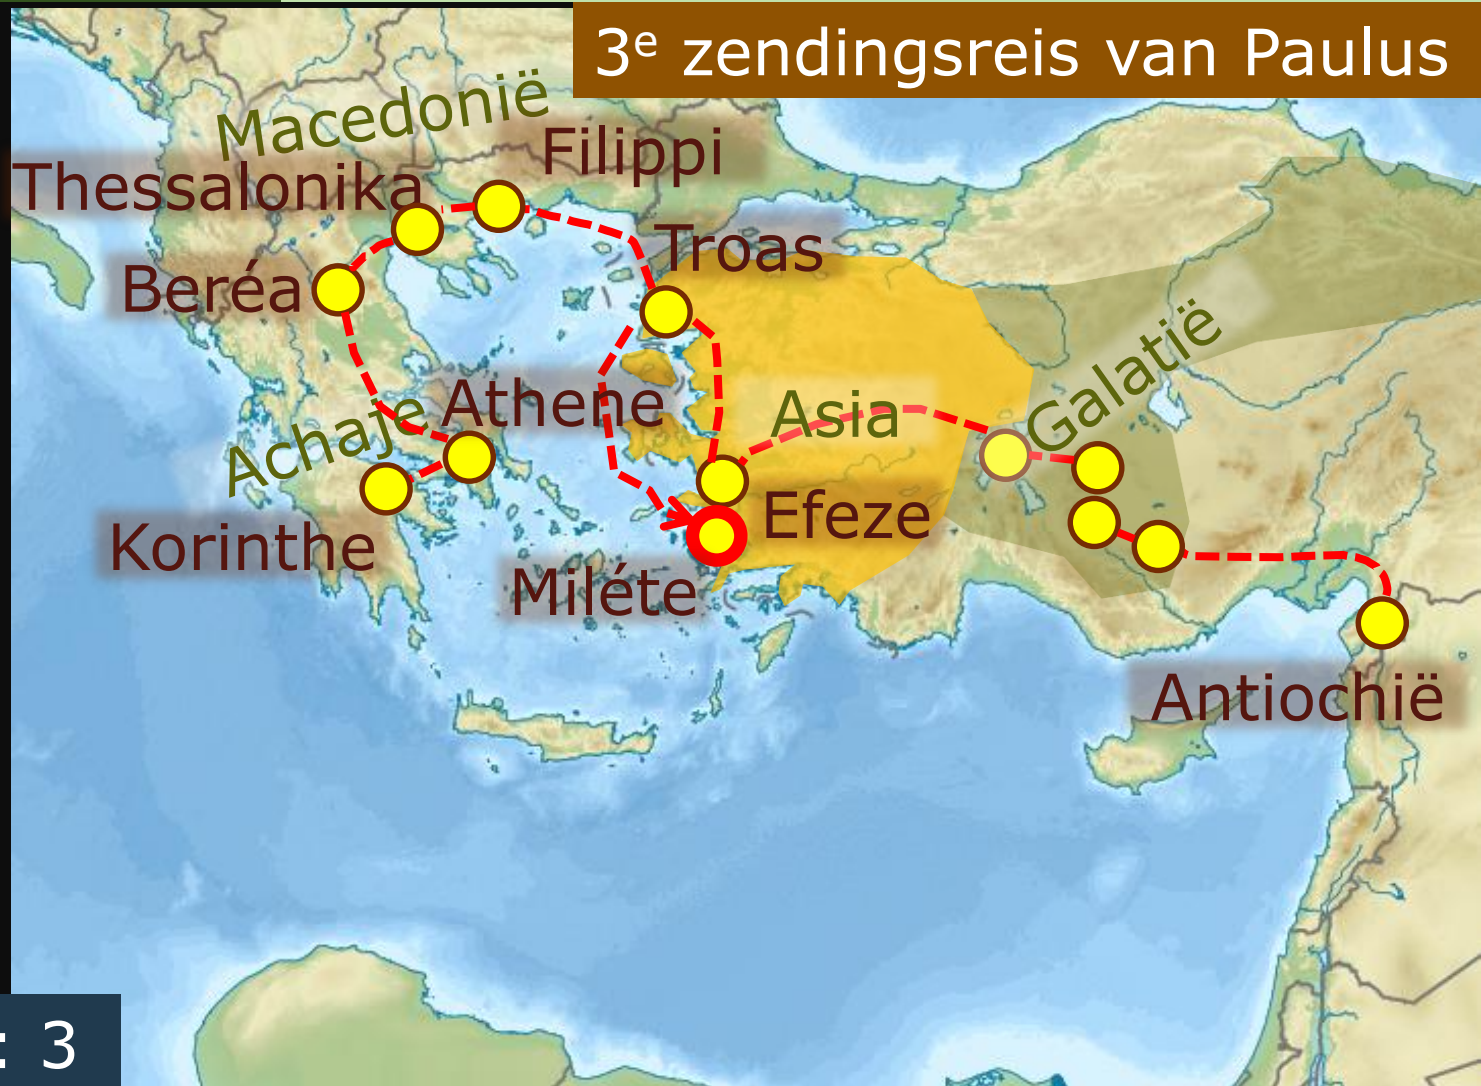 3e zendingsreis van Paulus
Macedonië
Filippi
Thessalonika
Troas
Beréa
Galatië
Athene
Asia
Achaje
Efeze
Korinthe
Miléte
Antiochië
: 3